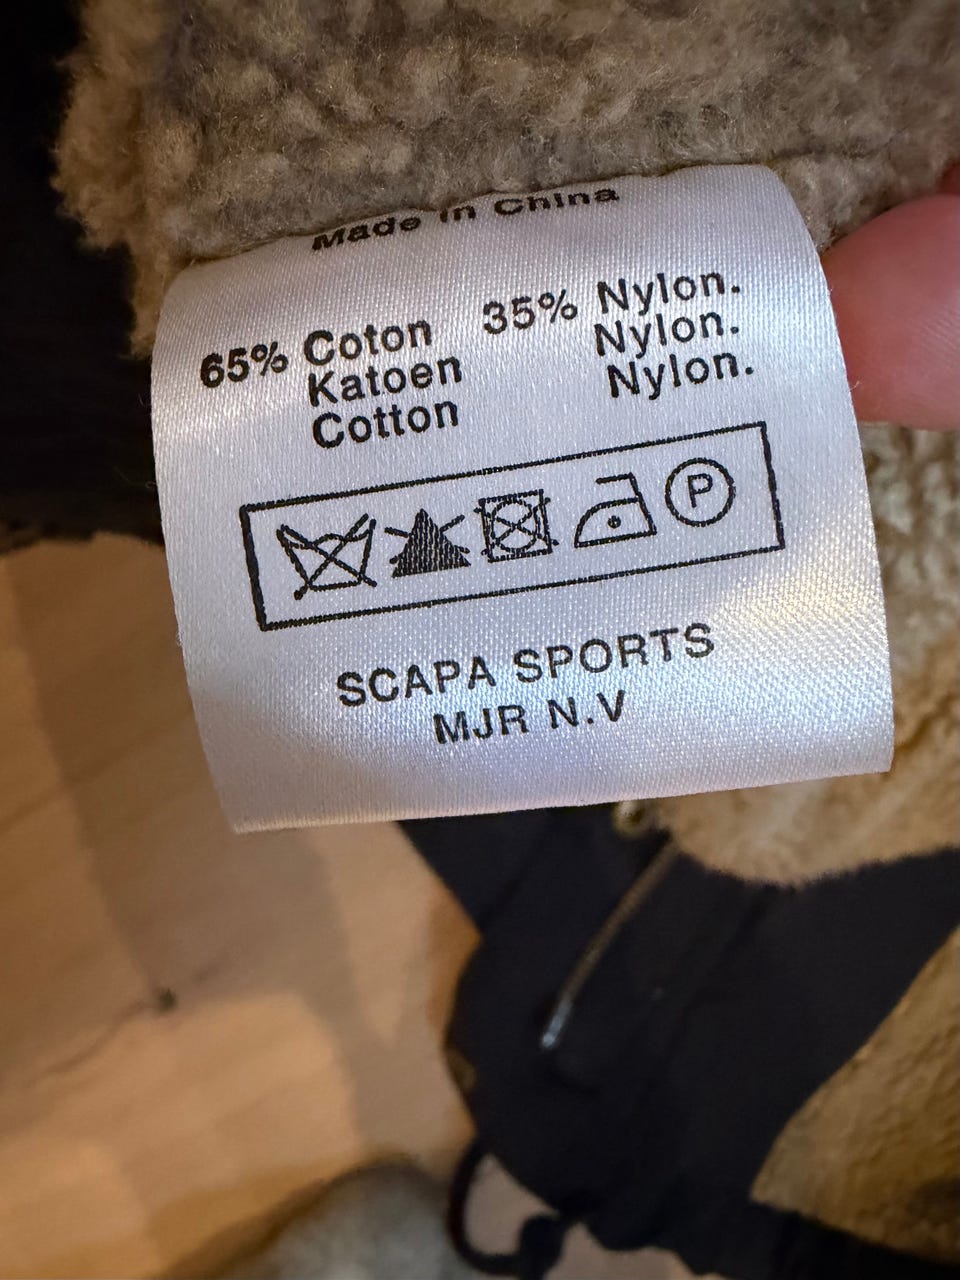 Made in China
65% Coton 35% Nylon.
Katoen Nylon.
Cotton Nylon.
P
SCAPA SPORTS
MJR N.V